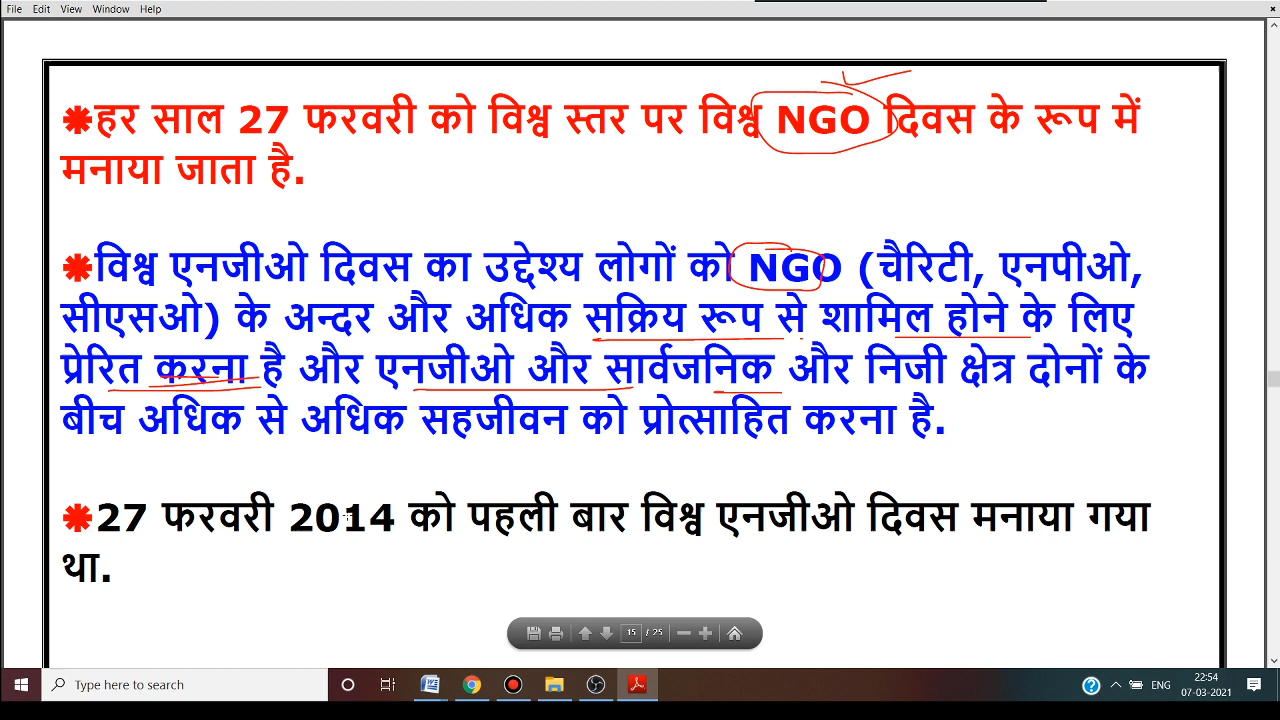 File Edit View Window Help
हर साल 27 फरवरी को विश्व स्तर पर विश्व NGO दिवस के रूप में
मनाया जाता है.
विश्व एनजीओ दिवस का उद्देश्य लोगों को NGO (चैरिटी, एनपीओ,
सीएसओ) के अन्दर और अधिक सक्रिय रूप से शामिल होने के लिए
प्रेरित करना है और एनजीओ और सार्वजनिक और निजी क्षेत्र दोनों के
बीच अधिक से अधिक सहजीवन को प्रोत्साहित करना है.
27 फरवरी 2014 को पहली बार विश्व एनजीओ दिवस मनाया गया
था.
15 / 25
Type here to search
ENG
22:54
07-03-2021